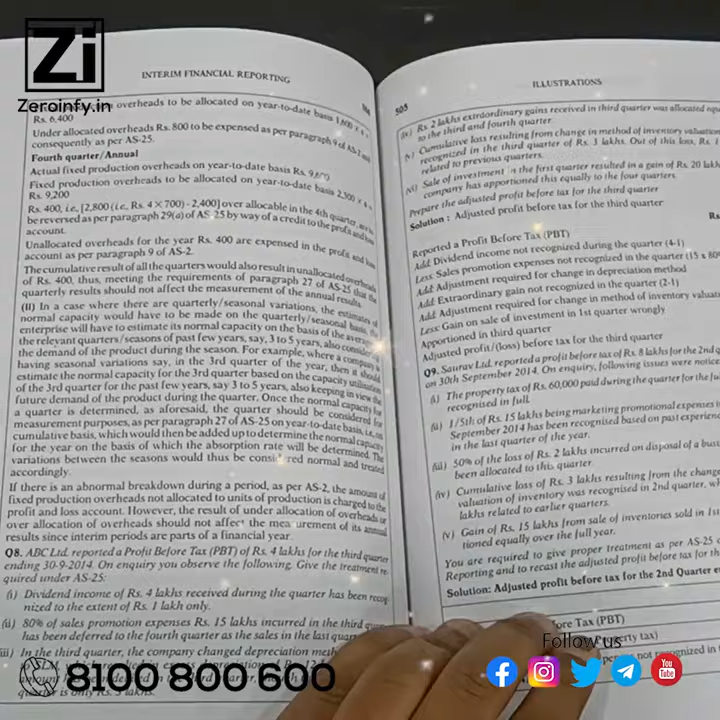 Zi
Zeroinfy.in
INTERIM FINANCIAL REPORTING
overheads to be allocated on year-to-date basis 1,600 × 4 =
Rs. 6,400
Under allocated overheads Rs. 800 to be expensed as per paragraph 9 of AS-2 and
consequently as per AS-25.
Fourth quarter/Annual
Actual fixed production overheads on year-to-date basis Rs. 9,600
Fixed production overheads to be allocated on year-to-date basis 2,300 × 4 =
Rs. 9,200
Rs. 400, i.e., [2,800 (i.e., Rs. 4 × 700) - 2,400] over allocable in the 4th quarter, are to
be reversed as per paragraph 29(a) of AS-25 by way of a credit to the profit and loss
account.
Unallocated overheads for the year Rs. 400 are expensed in the profit and loss
account as per paragraph 9 of AS-2.
The cumulative result of all the quarters would also result in unallocated overheads
of Rs. 400, thus, meeting the requirements of paragraph 27 of AS-25 that the
quarterly results should not affect the measurement of the annual results.
(II) In a case where there are quarterly/seasonal variations, the estimates of
normal capacity would have to be made on the quarterly/seasonal basis, the
enterprise will have to estimate its normal capacity on the basis of the average
the relevant quarters/seasons of past few years, say, 3 to 5 years, also consider
the demand of the product during the season. For example, where a company is
having seasonal variations say, in the 3rd quarter of the year, then it should
estimate the normal capacity for the 3rd quarter based on the capacity utilisation
of the 3rd quarter for the past few years, say 3 to 5 years, also keeping in view the
future demand of the product during the quarter. Once the normal capacity for
a quarter is determined, as aforesaid, the quarter should be considered for
measurement purposes, as per paragraph 27 of AS-25 on year-to-date basis, i.e., on
cumulative basis, which would then be added up to determine the normal capacity
for the year on the basis of which the absorption rate will be determined. The
variations between the seasons would thus be considered normal and treated
accordingly.
If there is an abnormal breakdown during a period, as per AS-2, the amount of
fixed production overheads not allocated to units of production is charged to the
profit and loss account. However, the result of under allocation of overheads or
over allocation of overheads should not affect the measurement of its annual
results since interim periods are parts of a financial year.
Q8. ABC Ltd. reported a Profit Before Tax (PBT) of Rs. 4 lakhs for the third quarter
ending 30-9-2014. On enquiry you observe the following. Give the treatment re-
quired under AS-25:
(i) Dividend income of Rs. 4 lakhs received during the quarter has been recog-
nized to the extent of Rs. 1 lakh only.
(ii) 80% of sales promotion expenses Rs. 15 lakhs incurred in the third quarter
has been deferred to the fourth quarter as the sales in the last quarter
(iii) In the third quarter, the company changed depreciation
quarter is only Rs. 3 lakhs.
8100 800 600
505
ILLUSTRATIONS
(iv) Rs. 2 lakhs extraordinary gains received in third quarter was allocated
to the third and fourth quarter.
(v) Cumulative loss resulting from change in method of inventory valuation
recognized in the third quarter of Rs. 3 lakhs. Out of this loss, Rs. 1
related to previous quarters.
(vi) Sale of investment in the first quarter resulted in a gain of Rs. 20 lakhs
company has apportioned this equally to the four quarters.
Prepare the adjusted profit before tax for the third quarter
Solution : Adjusted profit before tax for the third quarter
Rs
Reported a Profit Before Tax (PBT)
Add: Dividend income not recognized during the quarter (4-1)
Less: Sales promotion expenses not recognized in the quarter (15 x 80
Add: Adjustment required for change in depreciation method
Add: Extraordinary gain not recognized in the quarter (2-1)
Add: Adjustment required for change in method of inventory
Less: Gain on sale of investment in 1st quarter wrongly
Apportioned in third quarter
Adjusted profit/(loss) before tax for the third quarter
Q9. Saurav Ltd. reported a profit before tax of Rs. 8 lakhs for the 2nd
on 30th September 2014. On enquiry, following issues were
(i) The property tax of Rs. 60,000 paid during the quarter for the
recognised in full.
(ii) 1/5th of Rs. 15 lakhs being marketing promotional expenses
September 2014 has been recognised based on past
in the last quarter of the year.
(iii) 50% of the loss of Rs. 2 lakhs incurred on disposal of a
been allocated to this quarter.
(iv) Cumulative loss of Rs. 3 lakhs resulting from the change
valuation of inventory was recognised in 2nd quarter,
lakhs related to earlier quarters.
(v) Gain of Rs. 15 lakhs from sale of inventories sold in 1st
tioned equally over the full year.
You are required to give proper treatment as per AS-25
Reporting and to recast the adjusted profit before tax for
Solution: Adjusted profit before tax for the 2nd Quarter
Tax (PBT)
tax)
not recognized in
Follow us
You Tube